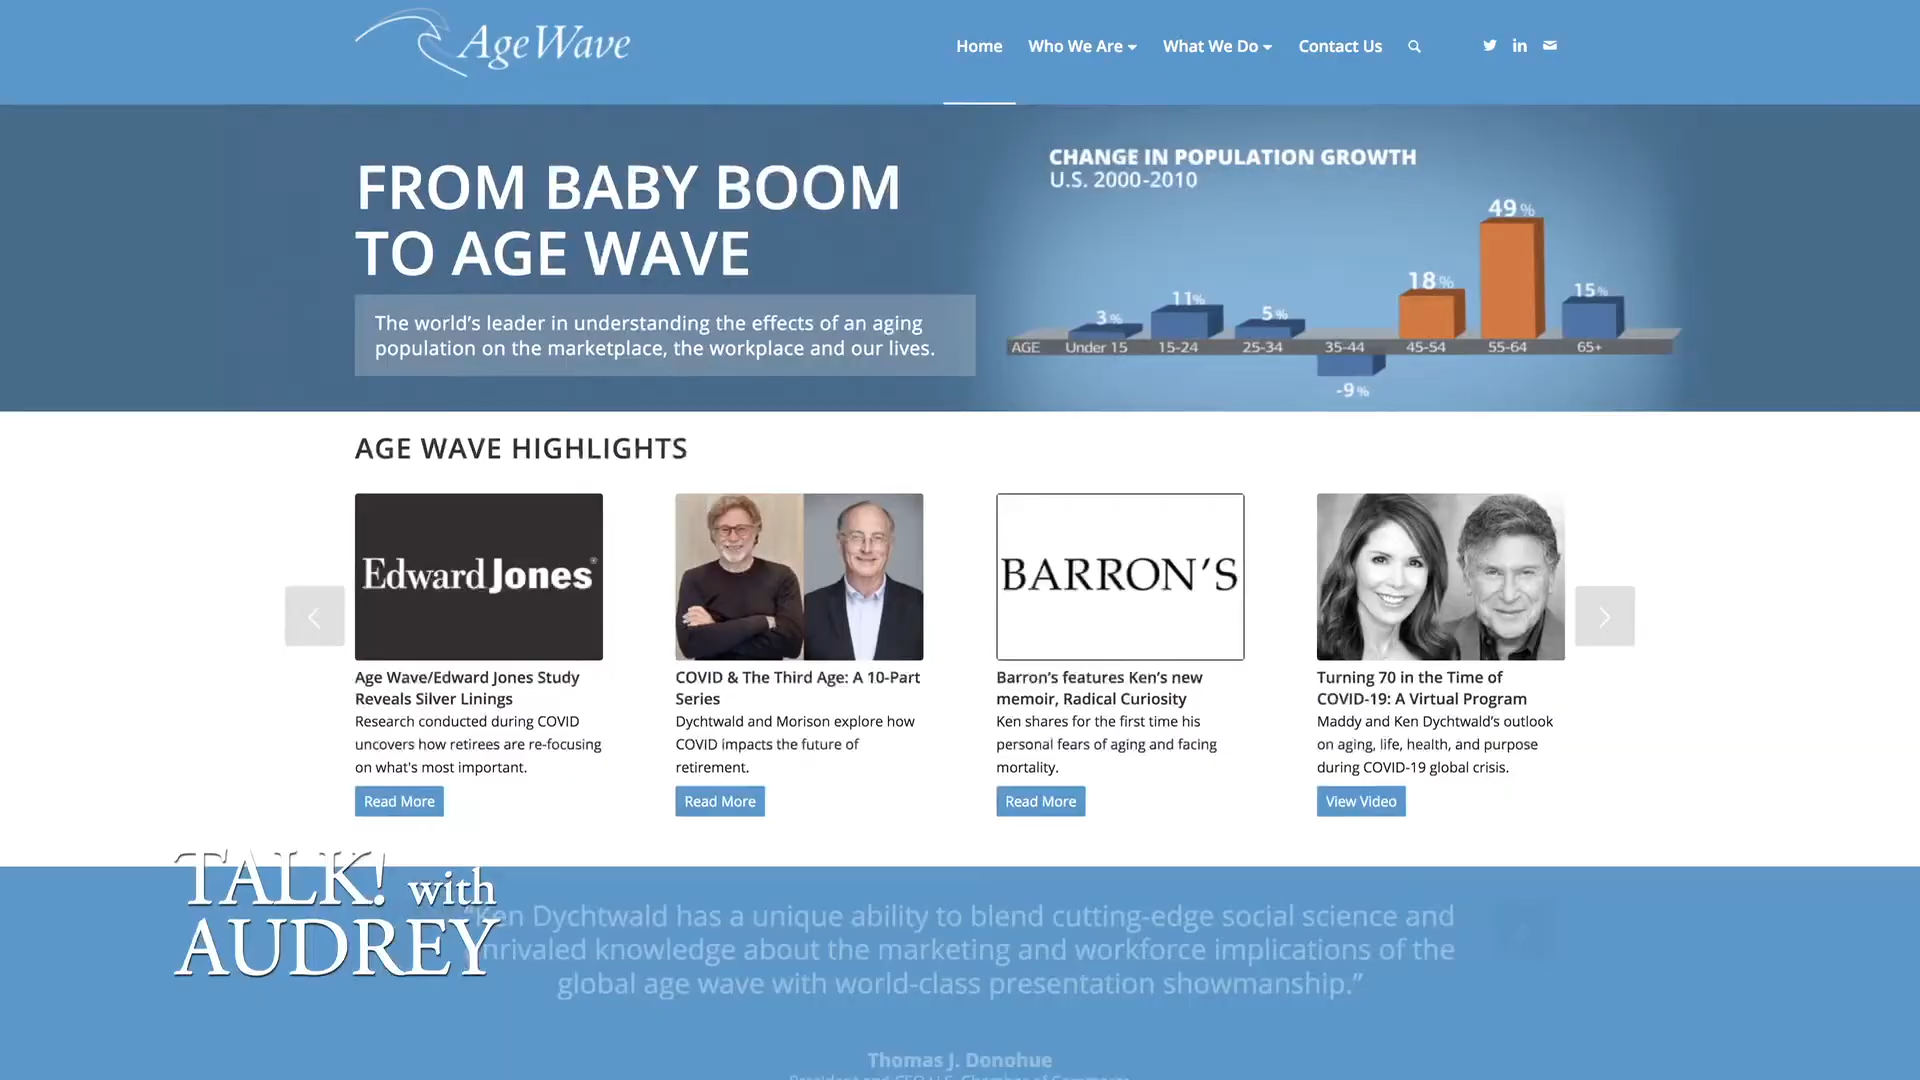 Age Wave
Home Who We Are What We Do Contact Us
FROM BABY BOOM
TO AGE WAVE
The world's leader in understanding the effects of an aging
population on the marketplace, the workplace and our lives.
CHANGE IN POPULATION GROWTH
U.S. 2000-2010
3% 11% 5% 18% 49% 15%
AGE Under 15 15-24 25-34 35-44 45-54 55-64 65+
-9%
AGE WAVE HIGHLIGHTS
Edward Jones®
Age Wave/Edward Jones Study
Reveals Silver Linings
Research conducted during COVID
uncovers how retirees are re-focusing
on what's most important.
Read More
COVID & The Third Age: A 10-Part
Series
Dychtwald and Morison explore how
COVID impacts the future of
retirement.
Read More
BARRON'S
Barron's features Ken's new
memoir, Radical Curiosity
Ken shares for the first time his
personal fears of aging and facing
mortality.
Read More
Turning 70 in the Time of
COVID-19: A Virtual Program
Maddy and Ken Dychtwald's outlook
on aging, life, health, and purpose
during COVID-19 global crisis.
View Video
TALK! with
AUDREY
"Ken Dychtwald has a unique ability to blend cutting-edge social science and
nrivaled knowledge about the marketing and workforce implications of the
global age wave with world-class presentation showmanship."
Thomas J. Donohue